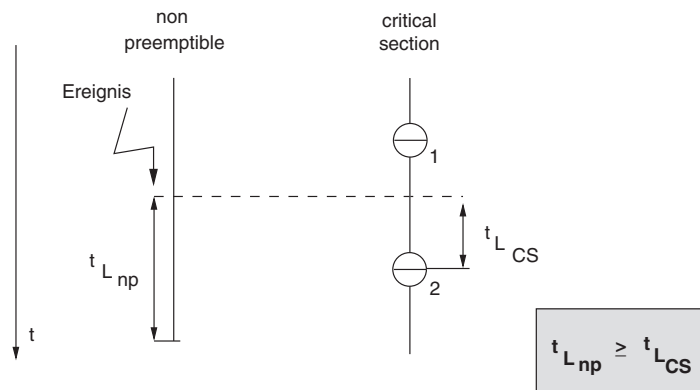 non
preemptible
critical
section
Ereignis
1
t L np
t L CS
2
t
t L np ≥ t L CS